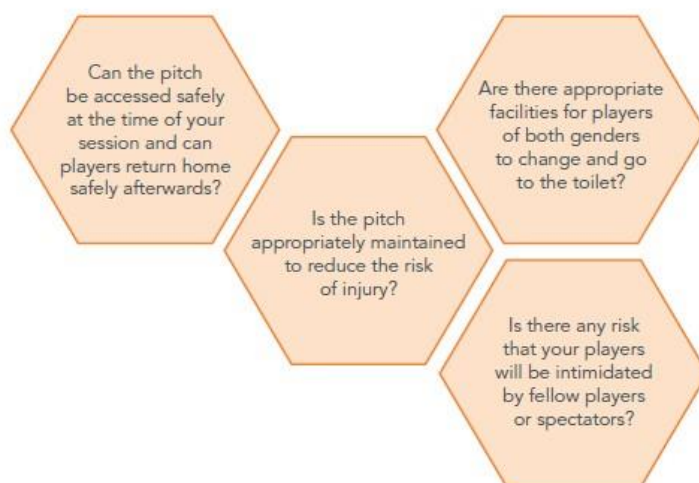 Can the pitch
be accessed safely
at the time of your
session and can
players return home
safely afterwards?
Are there appropriate
facilities for players
of both genders
to change and go
to the toilet?
Is the pitch
appropriately maintained
to reduce the risk
of injury?
Is there any risk
that your players
will be intimidated
by fellow players
or spectators?